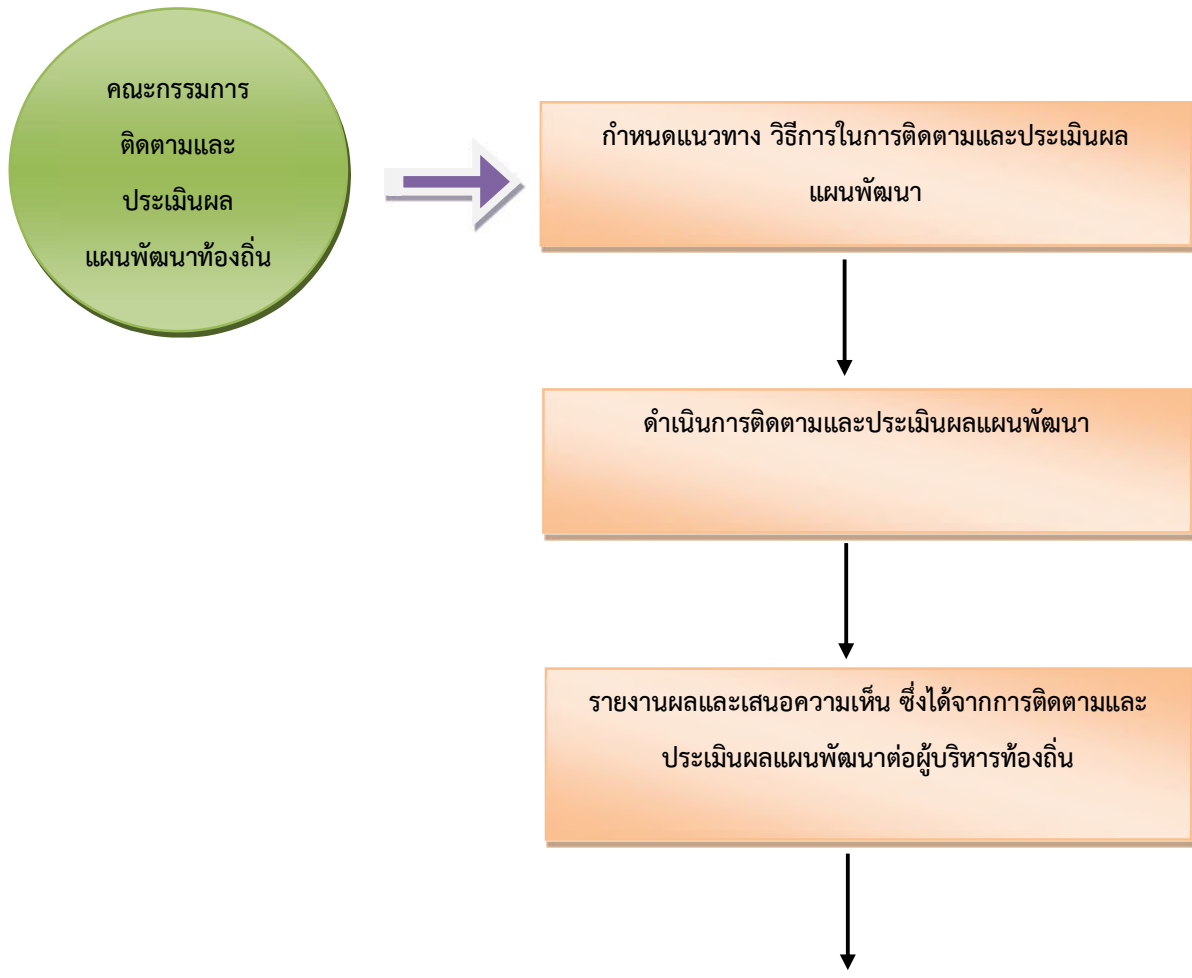 คณะกรรมการ
ติดตามและ
ประเมินผล
แผนพัฒนาท้องถิ่น
กำหนดแนวทาง วิธีการในการติดตามและประเมินผล
แผนพัฒนา
ดำเนินการติดตามและประเมินผลแผนพัฒนา
รายงานผลและเสนอความเห็น ซึ่งได้จากการติดตามและ
ประเมินผลแผนพัฒนาต่อผู้บริหารท้องถิ่น